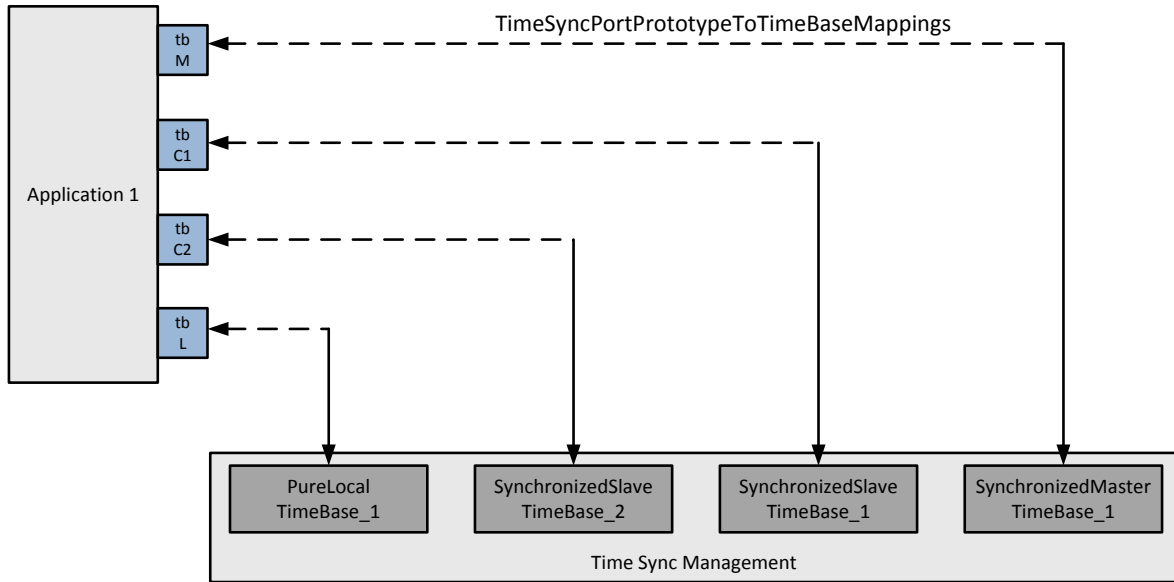 TimeSyncPortPrototypeToTimeBaseMappings
tb
M
tb
C1
Application 1
tb
C2
tb
L
PureLocal
TimeBase_1
SynchronizedSlave
TimeBase_2
SynchronizedSlave
TimeBase_1
SynchronizedMaster
TimeBase_1
Time Sync Management